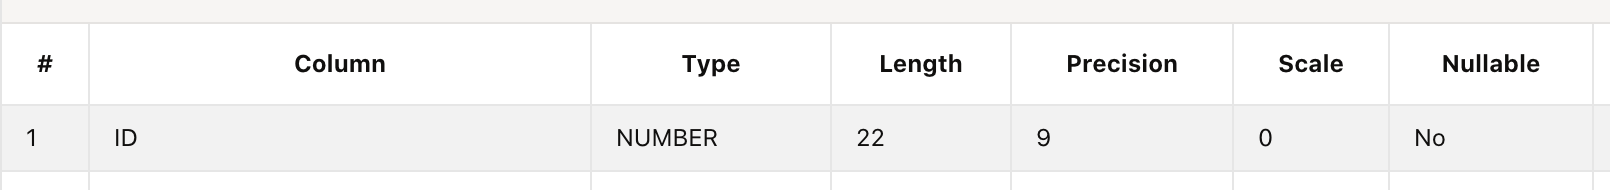 # Column Type Length Precision Scale Nullable
1 ID NUMBER 22 9 0 No